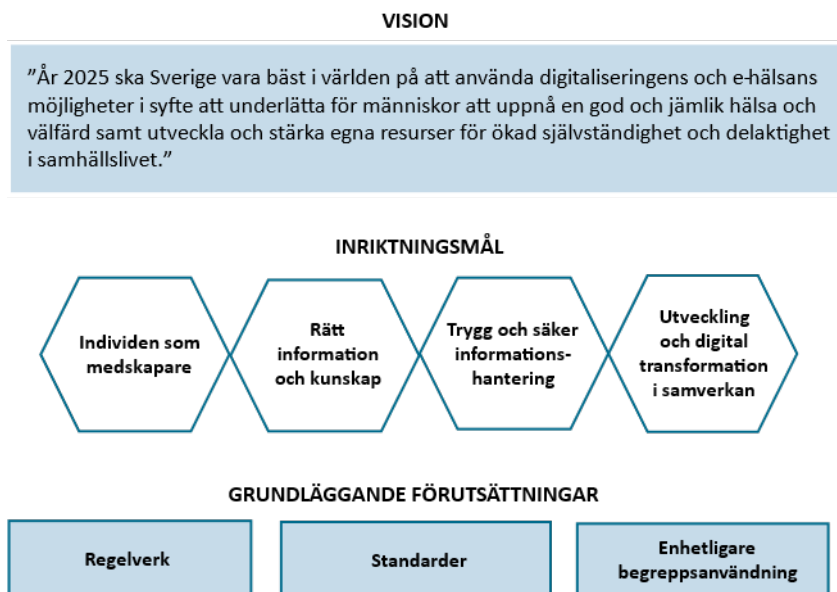 VISION
”År 2025 ska Sverige vara bäst i världen på att använda digitaliseringens och e-hälsans
möjligheter i syfte att underlätta för människor att uppnå en god och jämlik hälsa och
välfärd samt utveckla och stärka egna resurser för ökad självständighet och delaktighet
i samhällslivet.”
INRIKTNINGSMÅL
Individen som
medskapare
Rätt
information
och kunskap
Trygg och säker
informations-
hantering
Utveckling
och digital
transformation
i samverkan
GRUNDLÄGGANDE FÖRUTSÄTTNINGAR
Regelverk
Standarder
Enhetligare
begreppsanvändning